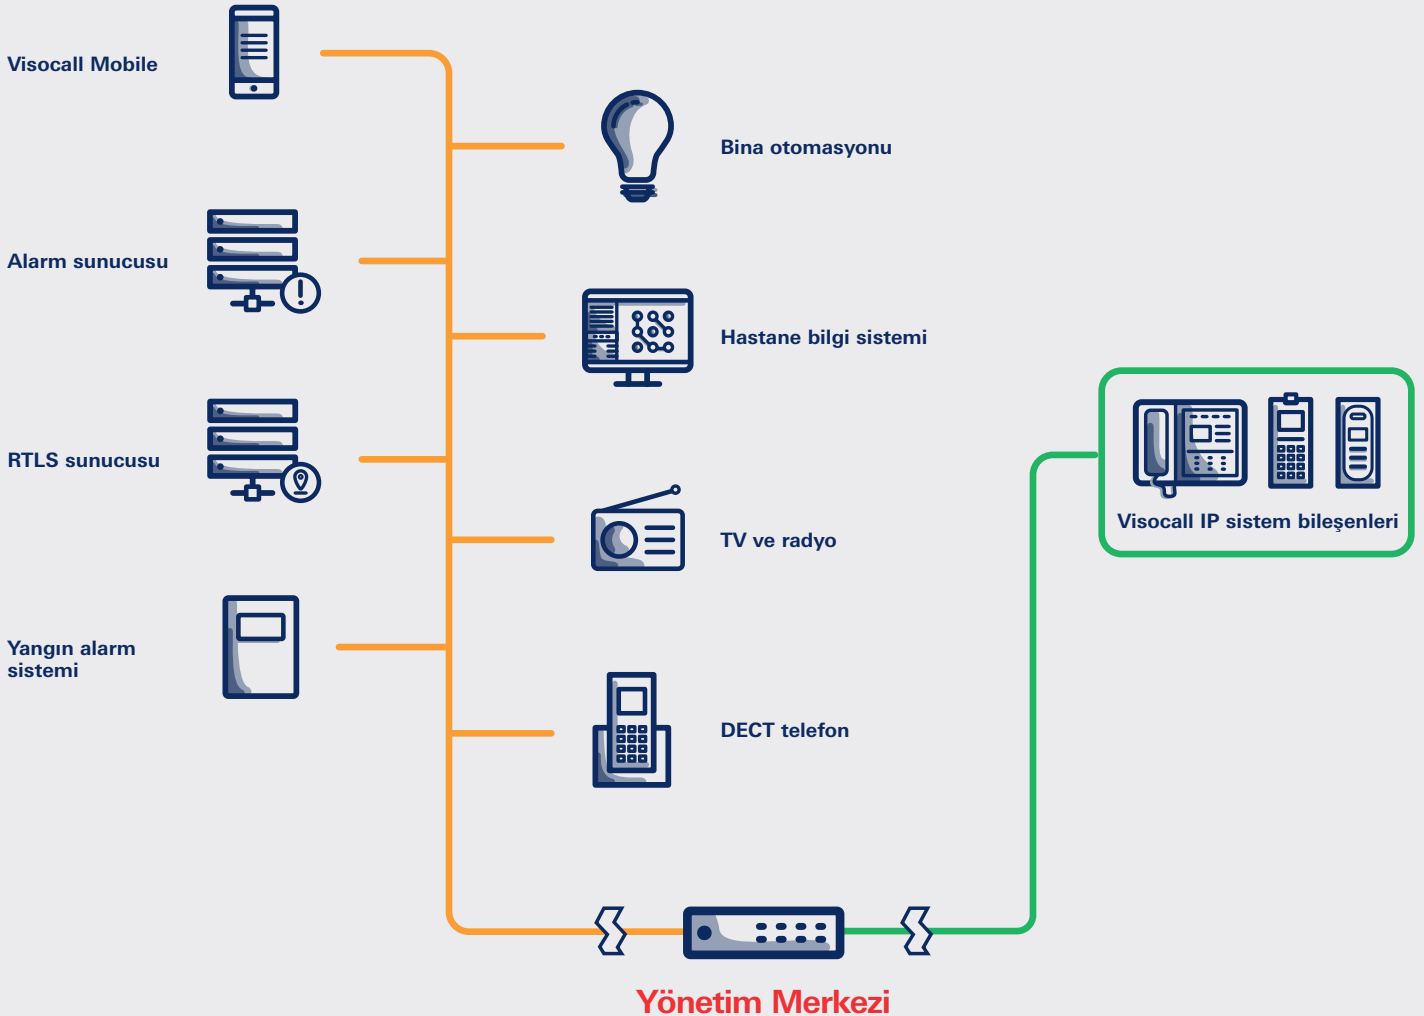 Visocall Mobile
Bina otomasyonu
Alarm sunucusu
Hastane bilgi sistemi
RTLS sunucusu
Visocall IP sistem bileşenleri
TV ve radyo
Yangın alarm
sistemi
DECT telefon
Yönetim Merkezi